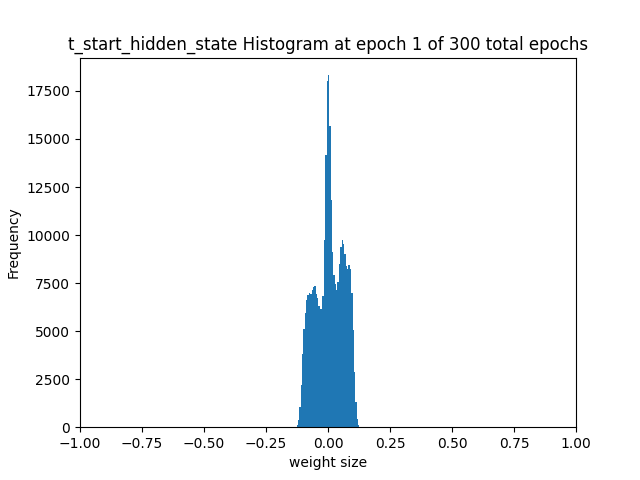 t_start_hidden_state Histogram at epoch 1 of 300 total epochs
17500
15000
12500
10000
7500
5000
2500
0
Frequency
−1.00 −0.75 −0.50 −0.25 0.00 0.25 0.50 0.75 1.00
weight size